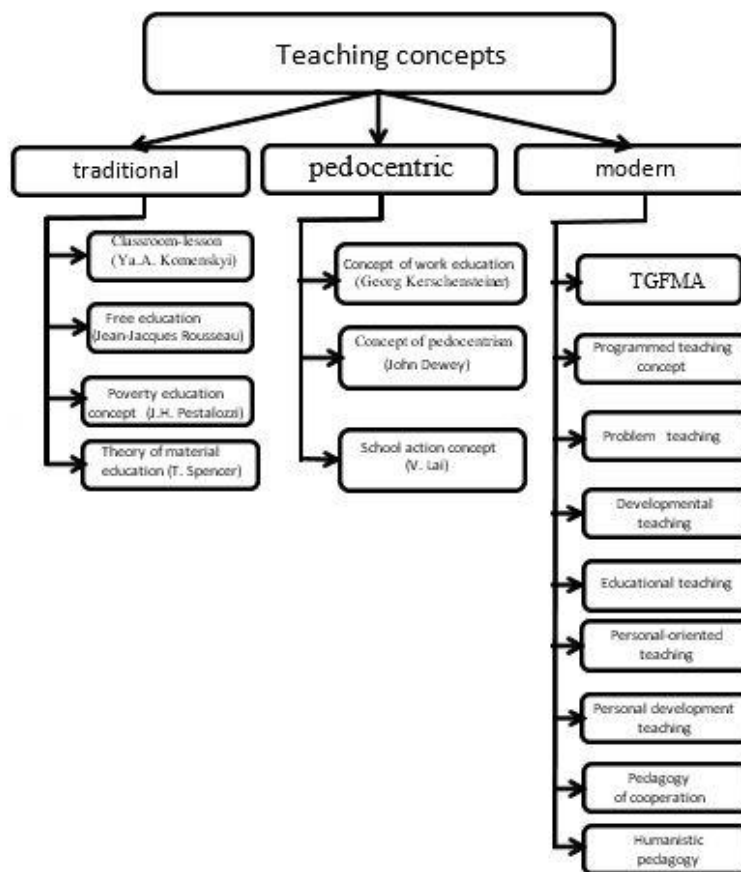 Teaching concepts
traditional
pedocentric
modern
Classroom-lesson
(Ya.A. Komenskyi)
Free education
(Jean-Jacques Rousseau)
Poverty education
concept (J.H. Pestalozzi)
Theory of material
education (T. Spencer)
Concept of work education
(Georg Kerschensteiner)
Concept of pedocentrism
(John Dewey)
School action concept
(V. Lai)
TGFMA
Programmed teaching
concept
Problem teaching
Developmental
teaching
Educational teaching
Personal-oriented
teaching
Personal development
teaching
Pedagogy
of cooperation
Humanistic
pedagogy